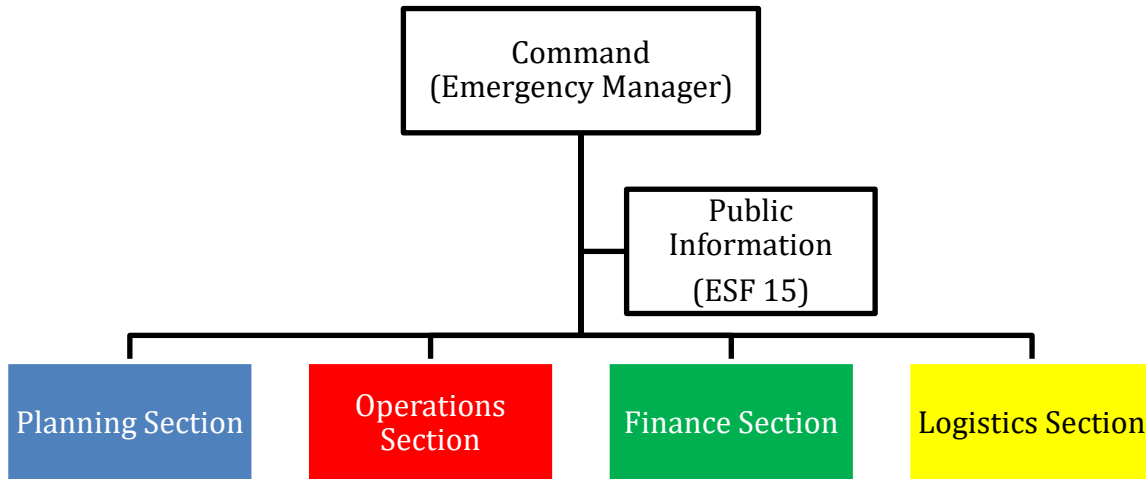 Command
(Emergency Manager)
Public
Information
(ESF 15)
Planning Section
Operations
Section
Finance Section
Logistics Section